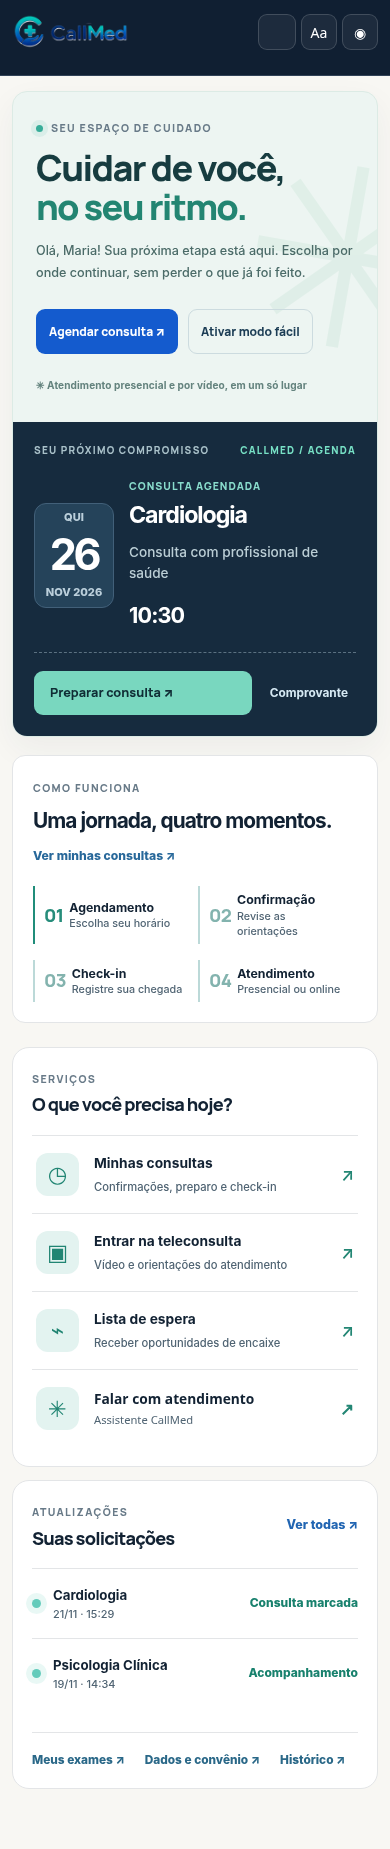 CallMed
Aa
SEU ESPAÇO DE CUIDADO
Cuidar de você,
no seu ritmo.
Olá, Maria! Sua próxima etapa está aqui. Escolha por
onde continuar, sem perder o que já foi feito.
Agendar consulta ↗
Ativar modo fácil
✳ Atendimento presencial e por vídeo, em um só lugar
SEU PRÓXIMO COMPROMISSO
CALLMED / AGENDA
QUI
26
NOV 2026
CONSULTA AGENDADA
Cardiologia
Consulta com profissional de
saúde
10:30
Preparar consulta ↗
Comprovante
COMO FUNCIONA
Uma jornada, quatro momentos.
Ver minhas consultas ↗
01 Agendamento
Escolha seu horário
02 Confirmação
Revise as
orientações
03 Check-in
Registre sua chegada
04 Atendimento
Presencial ou online
SERVIÇOS
O que você precisa hoje?
Minhas consultas ↗
Confirmações, preparo e check-in
Entrar na teleconsulta ↗
Vídeo e orientações do atendimento
Lista de espera ↗
Receber oportunidades de encaixe
Falar com atendimento ↗
Assistente CallMed
ATUALIZAÇÕES
Suas solicitações
Ver todas ↗
Cardiologia
21/11 · 15:29
Consulta marcada
Psicologia Clínica
19/11 · 14:34
Acompanhamento
Meus exames ↗
Dados e convênio ↗
Histórico ↗